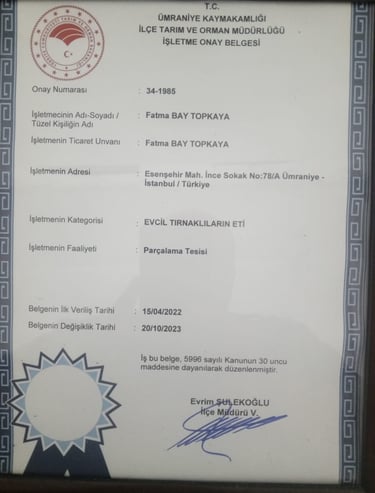 T.C.
ÜMRANİYE KAYMAKAMLIĞI
İLÇE TARIM VE ORMAN MÜDÜRLÜĞÜ
İŞLETME ONAY BELGESİ
Onay Numarası : 34-1985
İşletmecinin Adı-Soyadı /
Tüzel Kişiliğin Adı : Fatma BAY TOPKAYA
İşletmenin Ticaret Unvanı : Fatma BAY TOPKAYA
İşletmenin Adresi : Esenşehir Mah. İnce Sokak No:78/A Ümraniye -
İstanbul / Türkiye
İşletmenin Kategorisi : EVCİL TIRNAKLILARIN ETİ
İşletmenin Faaliyeti : Parçalama Tesisi
Belgenin İlk Veriliş Tarihi : 15/04/2022
Belgenin Değişiklik Tarihi : 20/10/2023
İş bu belge, 5996 sayılı Kanunun 30 uncu
maddesine dayanılarak düzenlenmiştir.
Evrim ŞULEKOĞLU
İlçe Müdürü V.